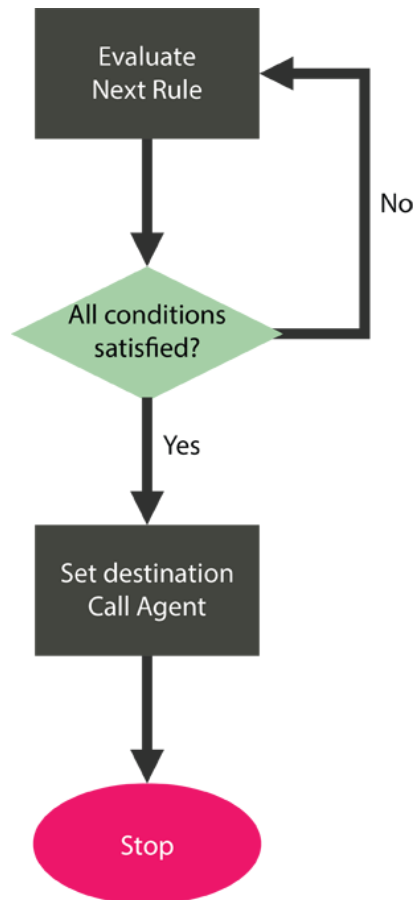 Evaluate
Next Rule
No
All conditions
satisfied?
Yes
Set destination
Call Agent
Stop